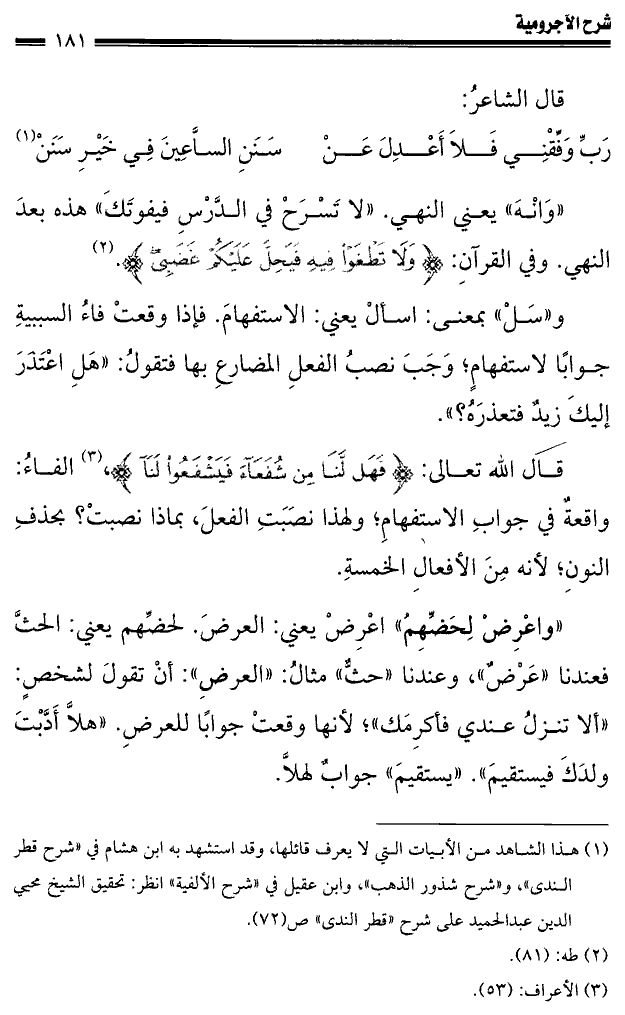 شرح الآجرومية
١٨١
قال الشاعرُ:
رَبِّ وَفِّقْنِي فَلاَ أَعْدِلَ عَنْ سَنَنِ السَّاعِينَ فِي خَيْرِ سَنَنْ(١)
«وَانْهَ» يعني النهي. «لا تَسْرَحْ في الدَّرْسِ فيفوتَكَ» هذه بعدَ
النهي. وفي القرآنِ: ﴿ وَلَا تَطْغَوْا۟ فِيهِ فَيَحِلَّ عَلَيْكُمْ غَضَبِى ﴾.(٢)
و«سَلْ» بمعنى: اسألْ يعني: الاستفهامَ. فإذا وقعتْ فاءُ السببيةِ
جوابًا لاستفهامٍ؛ وَجَبَ نصبُ الفعلِ المضارعِ بها فتقولُ: «هَلِ اعْتَذَرَ
إليكَ زيدٌ فتعذرَهُ؟».
قالَ الله تعالى: ﴿ فَهَل لَّنَا مِن شُفَعَآءَ فَيَشْفَعُوا۟ لَنَآ ﴾،(٣) الفاءُ:
واقعةٌ في جوابِ الاستفهامِ؛ ولهذا نصبَتِ الفعلَ، بماذا نصبتْ؟ بحذفِ
النونِ؛ لأنه مِنَ الأفعالِ الخمسةِ.
«واعْرِضْ لِحَضِّهِمُ» اعْرِضْ يعني: العرضَ. لحضِّهم يعني: الحثَّ
فعندنا «عَرْضٌ»، وعندنا «حثٌّ» مثالُ: «العرضِ»: أنْ تقولَ لشخصٍ:
«ألا تنزلُ عندي فأكرمَك»؛ لأنها وقعتْ جوابًا للعرضِ. «هلاَّ أَدَّبْتَ
ولدَكَ فيستقيمَ». «يستقيمَ» جوابٌ لهلاَّ.
(١) هذا الشاهد من الأبيات التي لا يعرف قائلها، وقد استشهد به ابن هشام في «شرح قطر
الندى»، و«شرح شذور الذهب»، وابن عقيل في «شرح الألفية» انظر: تحقيق الشيخ محيي
الدين عبدالحميد على شرح «قطر الندى» ص(٧٢).
(٢) طه: (٨١).
(٣) الأعراف: (٥٣).